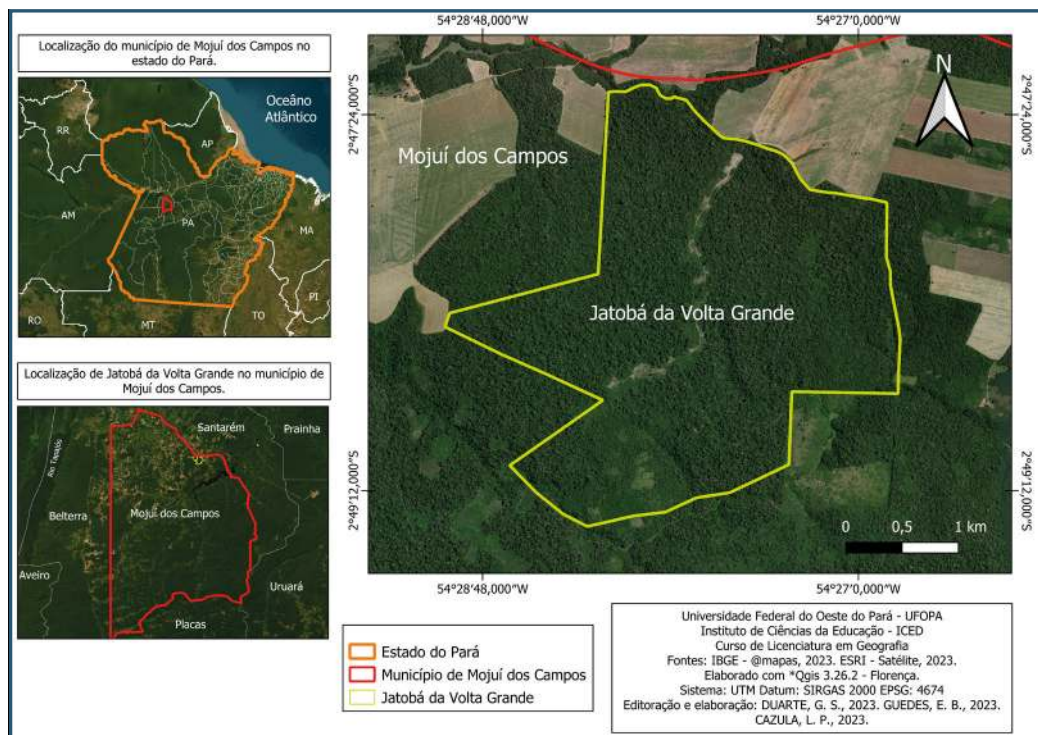 Localização do município de Mojuí dos Campos no
estado do Pará.
Oceâno
Atlântico
RR
AP
AM
PA
MA
PI
RO
MT
TO
Localização de Jatobá da Volta Grande no município de
Mojuí dos Campos.
Santarém
Prainha
Rio Tapajós
Belterra
Mojuí dos Campos
Aveiro
Uruará
Placas
54°28'48,000"W
54°27'0,000"W
2°47'24,000"S
2°47'24,000"S
N
Mojuí dos Campos
Jatobá da Volta Grande
2°49'12,000"S
2°49'12,000"S
0 0,5 1 km
54°28'48,000"W
54°27'0,000"W
Estado do Pará
Município de Mojuí dos Campos
Jatobá da Volta Grande
Universidade Federal do Oeste do Pará - UFOPA
Instituto de Ciências da Educação - ICED
Curso de Licenciatura em Geografia
Fontes: IBGE - @mapas, 2023. ESRI - Satélite, 2023.
Elaborado com *Qgis 3.26.2 - Florença.
Sistema: UTM Datum: SIRGAS 2000 EPSG: 4674
Editoração e elaboração: DUARTE, G. S., 2023. GUEDES, E. B., 2023.
CAZULA, L. P., 2023.